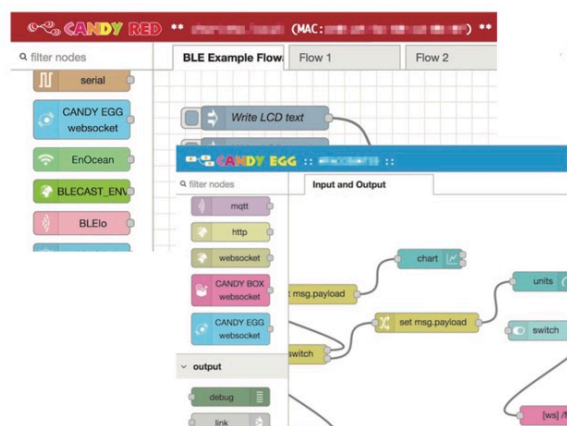 CANDY RED ** (MAC: ) **
filter nodes
BLE Example Flow
Flow 1
Flow 2
serial
CANDY EGG
websocket
EnOcean
BLECAST_ENV
BLEIo
Write LCD text
CANDY EGG :: ::
filter nodes
Input and Output
mqtt
http
websocket
CANDY BOX
websocket
CANDY EGG
websocket
output
debug
link
chart
units
t msg.payload
set msg.payload
switch
switch
[ws] /